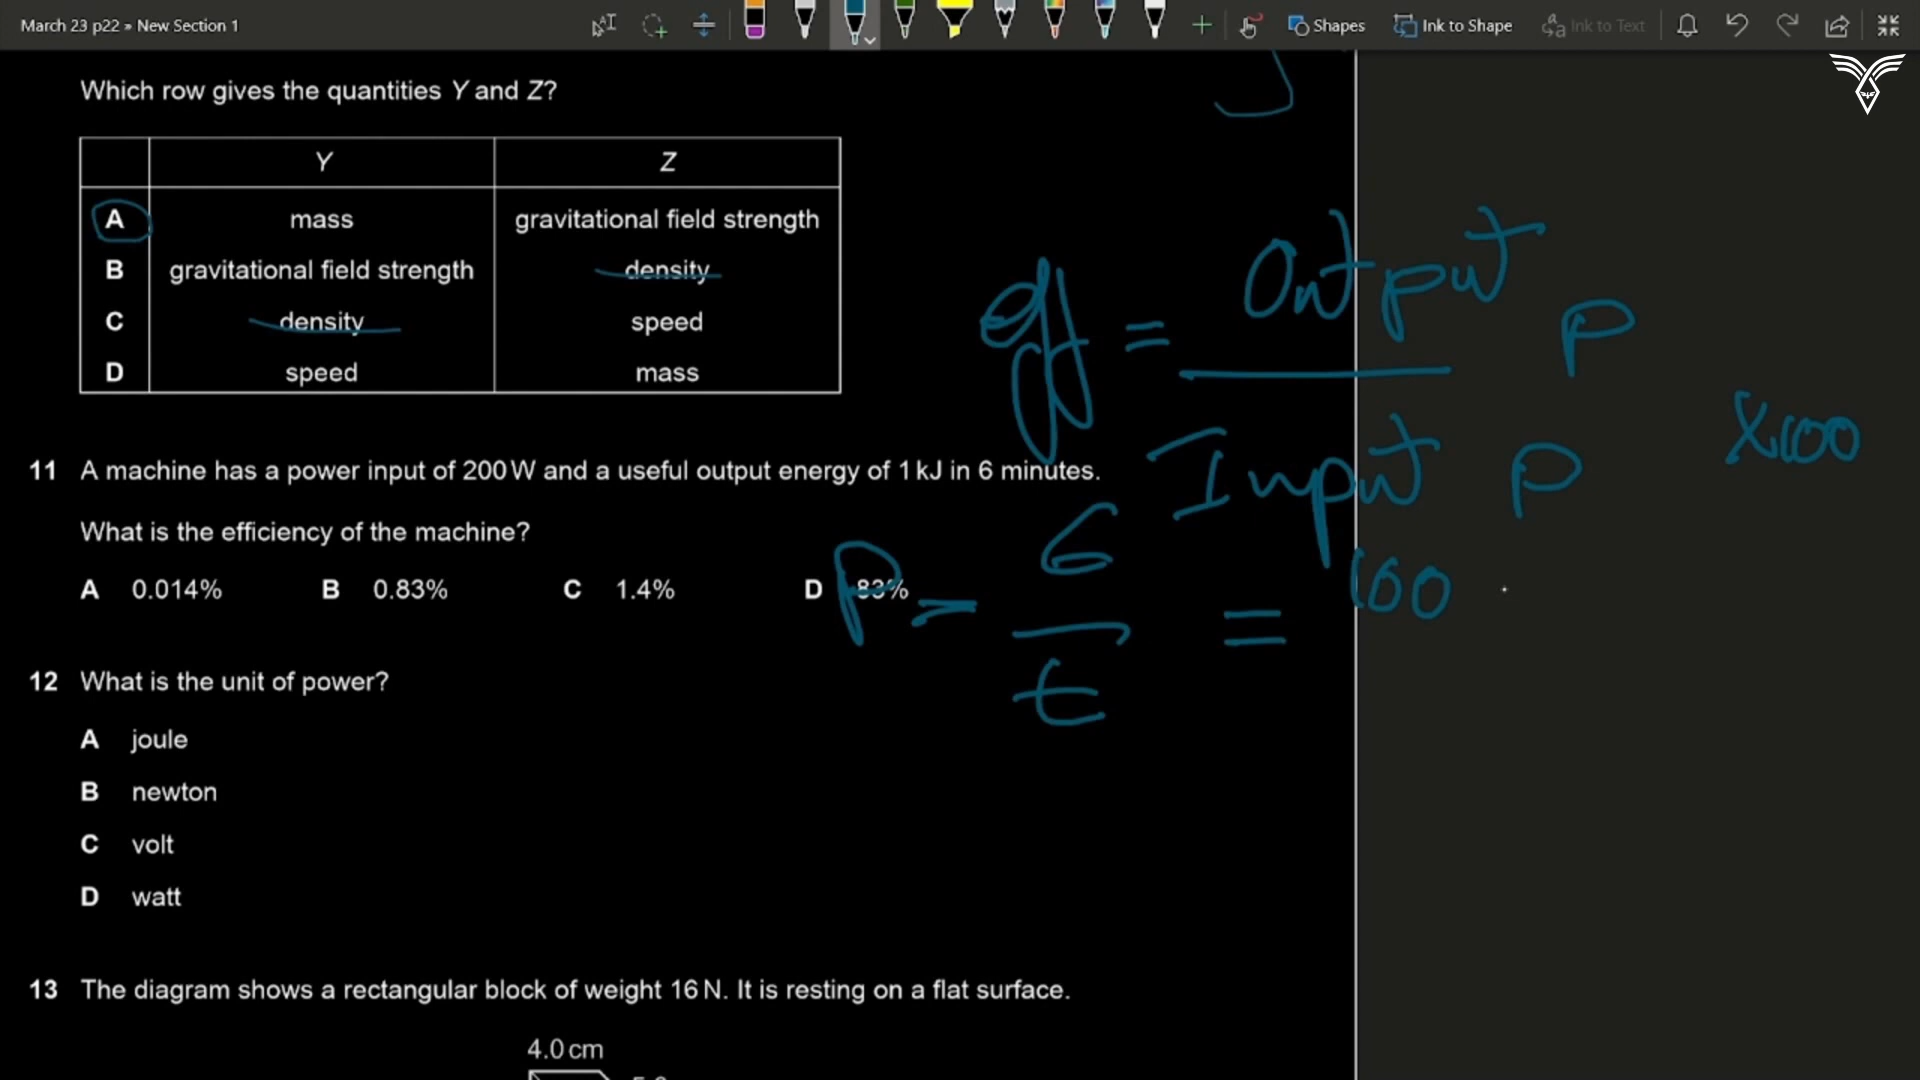 March 23 p22 » New Section 1
Shapes
Ink to Shape
Ink to Text
Which row gives the quantities Y and Z?
Y Z
A mass gravitational field strength
B gravitational field strength density
C density speed
D speed mass
eff = Output P
Input P
X100
11 A machine has a power input of 200 W and a useful output energy of 1 kJ in 6 minutes.
What is the efficiency of the machine?
A 0.014% B 0.83% C 1.4% D 83%
P =
t
=
12 What is the unit of power?
A joule
B newton
C volt
D watt
13 The diagram shows a rectangular block of weight 16 N. It is resting on a flat surface.
4.0 cm